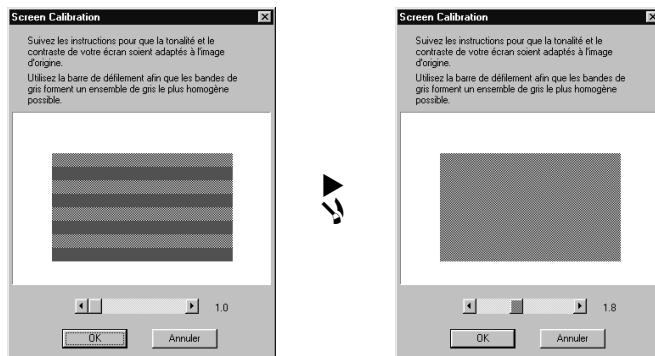 Screen Calibration
Suivez les instructions pour que la tonalité et le
contraste de votre écran soient adaptés à l'image
d'origine.
Utilisez la barre de défilement afin que les bandes de
gris forment un ensemble de gris le plus homogène
possible.
1.0
OK
Annuler
Screen Calibration
Suivez les instructions pour que la tonalité et le
contraste de votre écran soient adaptés à l'image
d'origine.
Utilisez la barre de défilement afin que les bandes de
gris forment un ensemble de gris le plus homogène
possible.
1.8
OK
Annuler